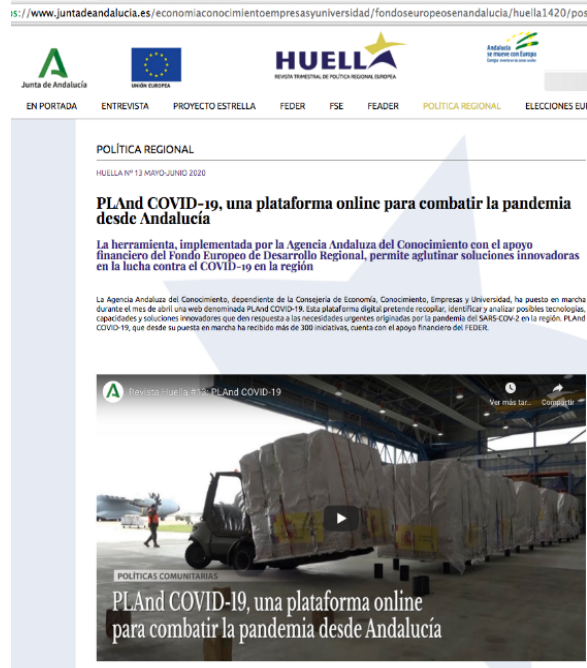 s://www.juntadeandalucia.es/economiaconocimientoempresasyuniversidad/fondoseuropeosenandalucia/huella1420/pos
Junta de Andalucía
UNIÓN EUROPEA
HUELLA
REVISTA TRIMESTRAL DE POLÍTICA REGIONAL EUROPEA
Andalucía
se mueve con Europa
EN PORTADA ENTREVISTA PROYECTO ESTRELLA FEDER FSE FEADER POLÍTICA REGIONAL ELECCIONES EU
POLÍTICA REGIONAL
HUELLA Nº 13 MAYO-JUNIO 2020
PLAnd COVID-19, una plataforma online para combatir la pandemia
desde Andalucía
La herramienta, implementada por la Agencia Andaluza del Conocimiento con el apoyo
financiero del Fondo Europeo de Desarrollo Regional, permite aglutinar soluciones innovadoras
en la lucha contra el COVID-19 en la región
La Agencia Andaluza del Conocimiento, dependiente de la Consejería de Economía, Conocimiento, Empresas y Universidad, ha puesto en marcha
durante el mes de abril una web denominada PLAnd COVID-19. Esta plataforma digital pretende recopilar, identificar y analizar posibles tecnologías,
capacidades y soluciones innovadores que den respuesta a las necesidades urgentes originadas por la pandemia del SARS-COV-2 en la región. PLAnd
COVID-19, que desde su puesta en marcha ha recibido más de 300 iniciativas, cuenta con el apoyo financiero del FEDER.
Revista Huella #13: PLAnd COVID-19
Ver más tar... Compartir
POLÍTICAS COMUNITARIAS
PLAnd COVID-19, una plataforma online
para combatir la pandemia desde Andalucía